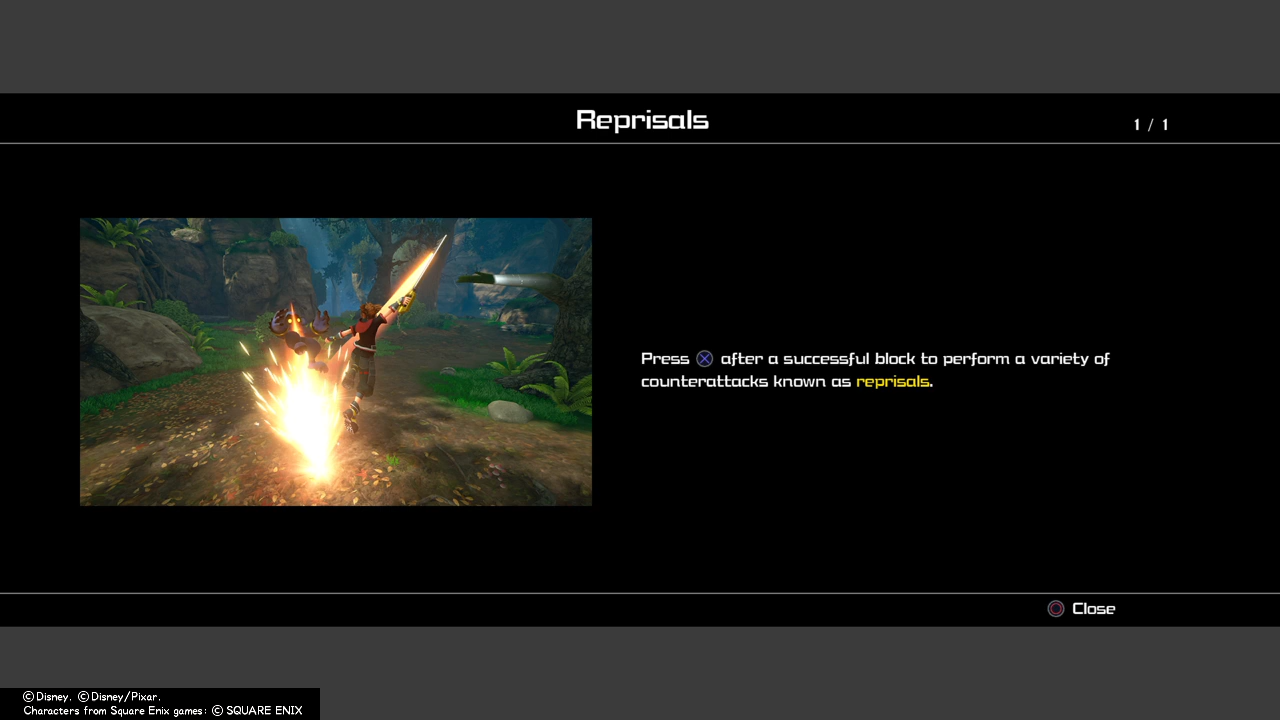 Reprisals
1 / 1
Press ⓧ after a successful block to perform a variety of
counterattacks known as reprisals.
Close
©Disney. ©Disney/Pixar.
Characters from Square Enix games: © SQUARE ENIX